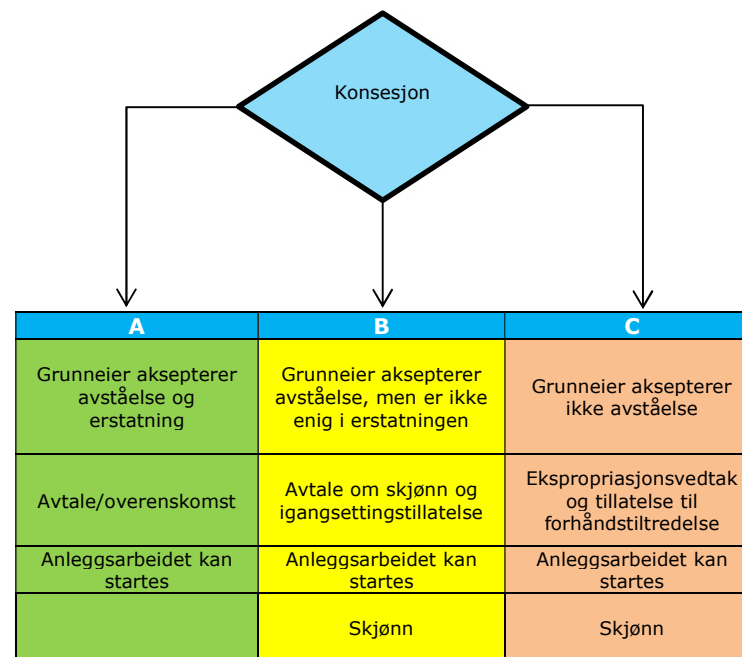 Konsesjon
A
B
C
Grunneier aksepterer
avståelse og
erstatning
Grunneier aksepterer
avståelse, men er ikke
enig i erstatningen
Grunneier aksepterer
ikke avståelse
Avtale/overenskomst
Avtale om skjønn og
igangsettingstillatelse
Ekspropriasjonsvedtak
og tillatelse til
forhåndstiltredelse
Anleggsarbeidet kan
startes
Anleggsarbeidet kan
startes
Anleggsarbeidet kan
startes
Skjønn
Skjønn